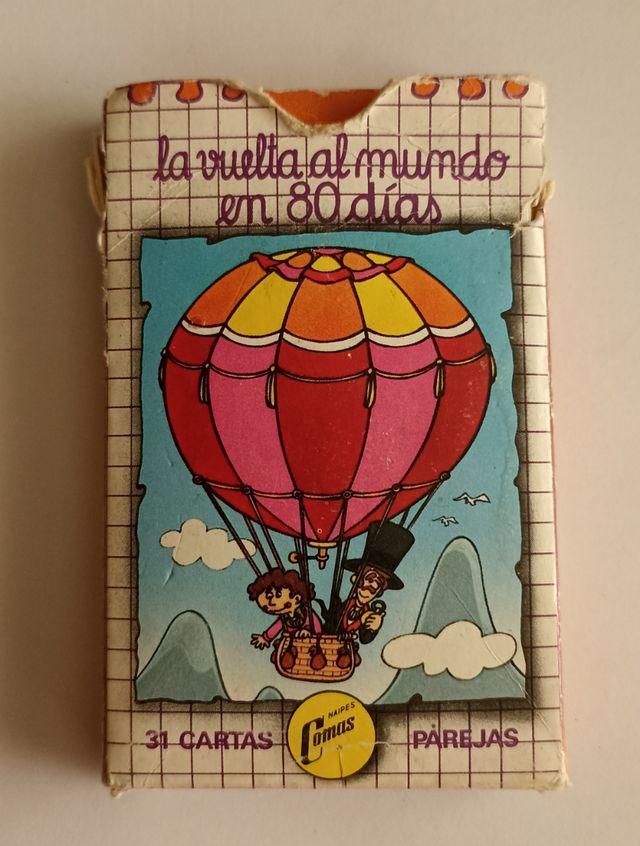 la vuelta al mundo
en 80 días
31 CARTAS
NAIPES
Comas
PAREJAS